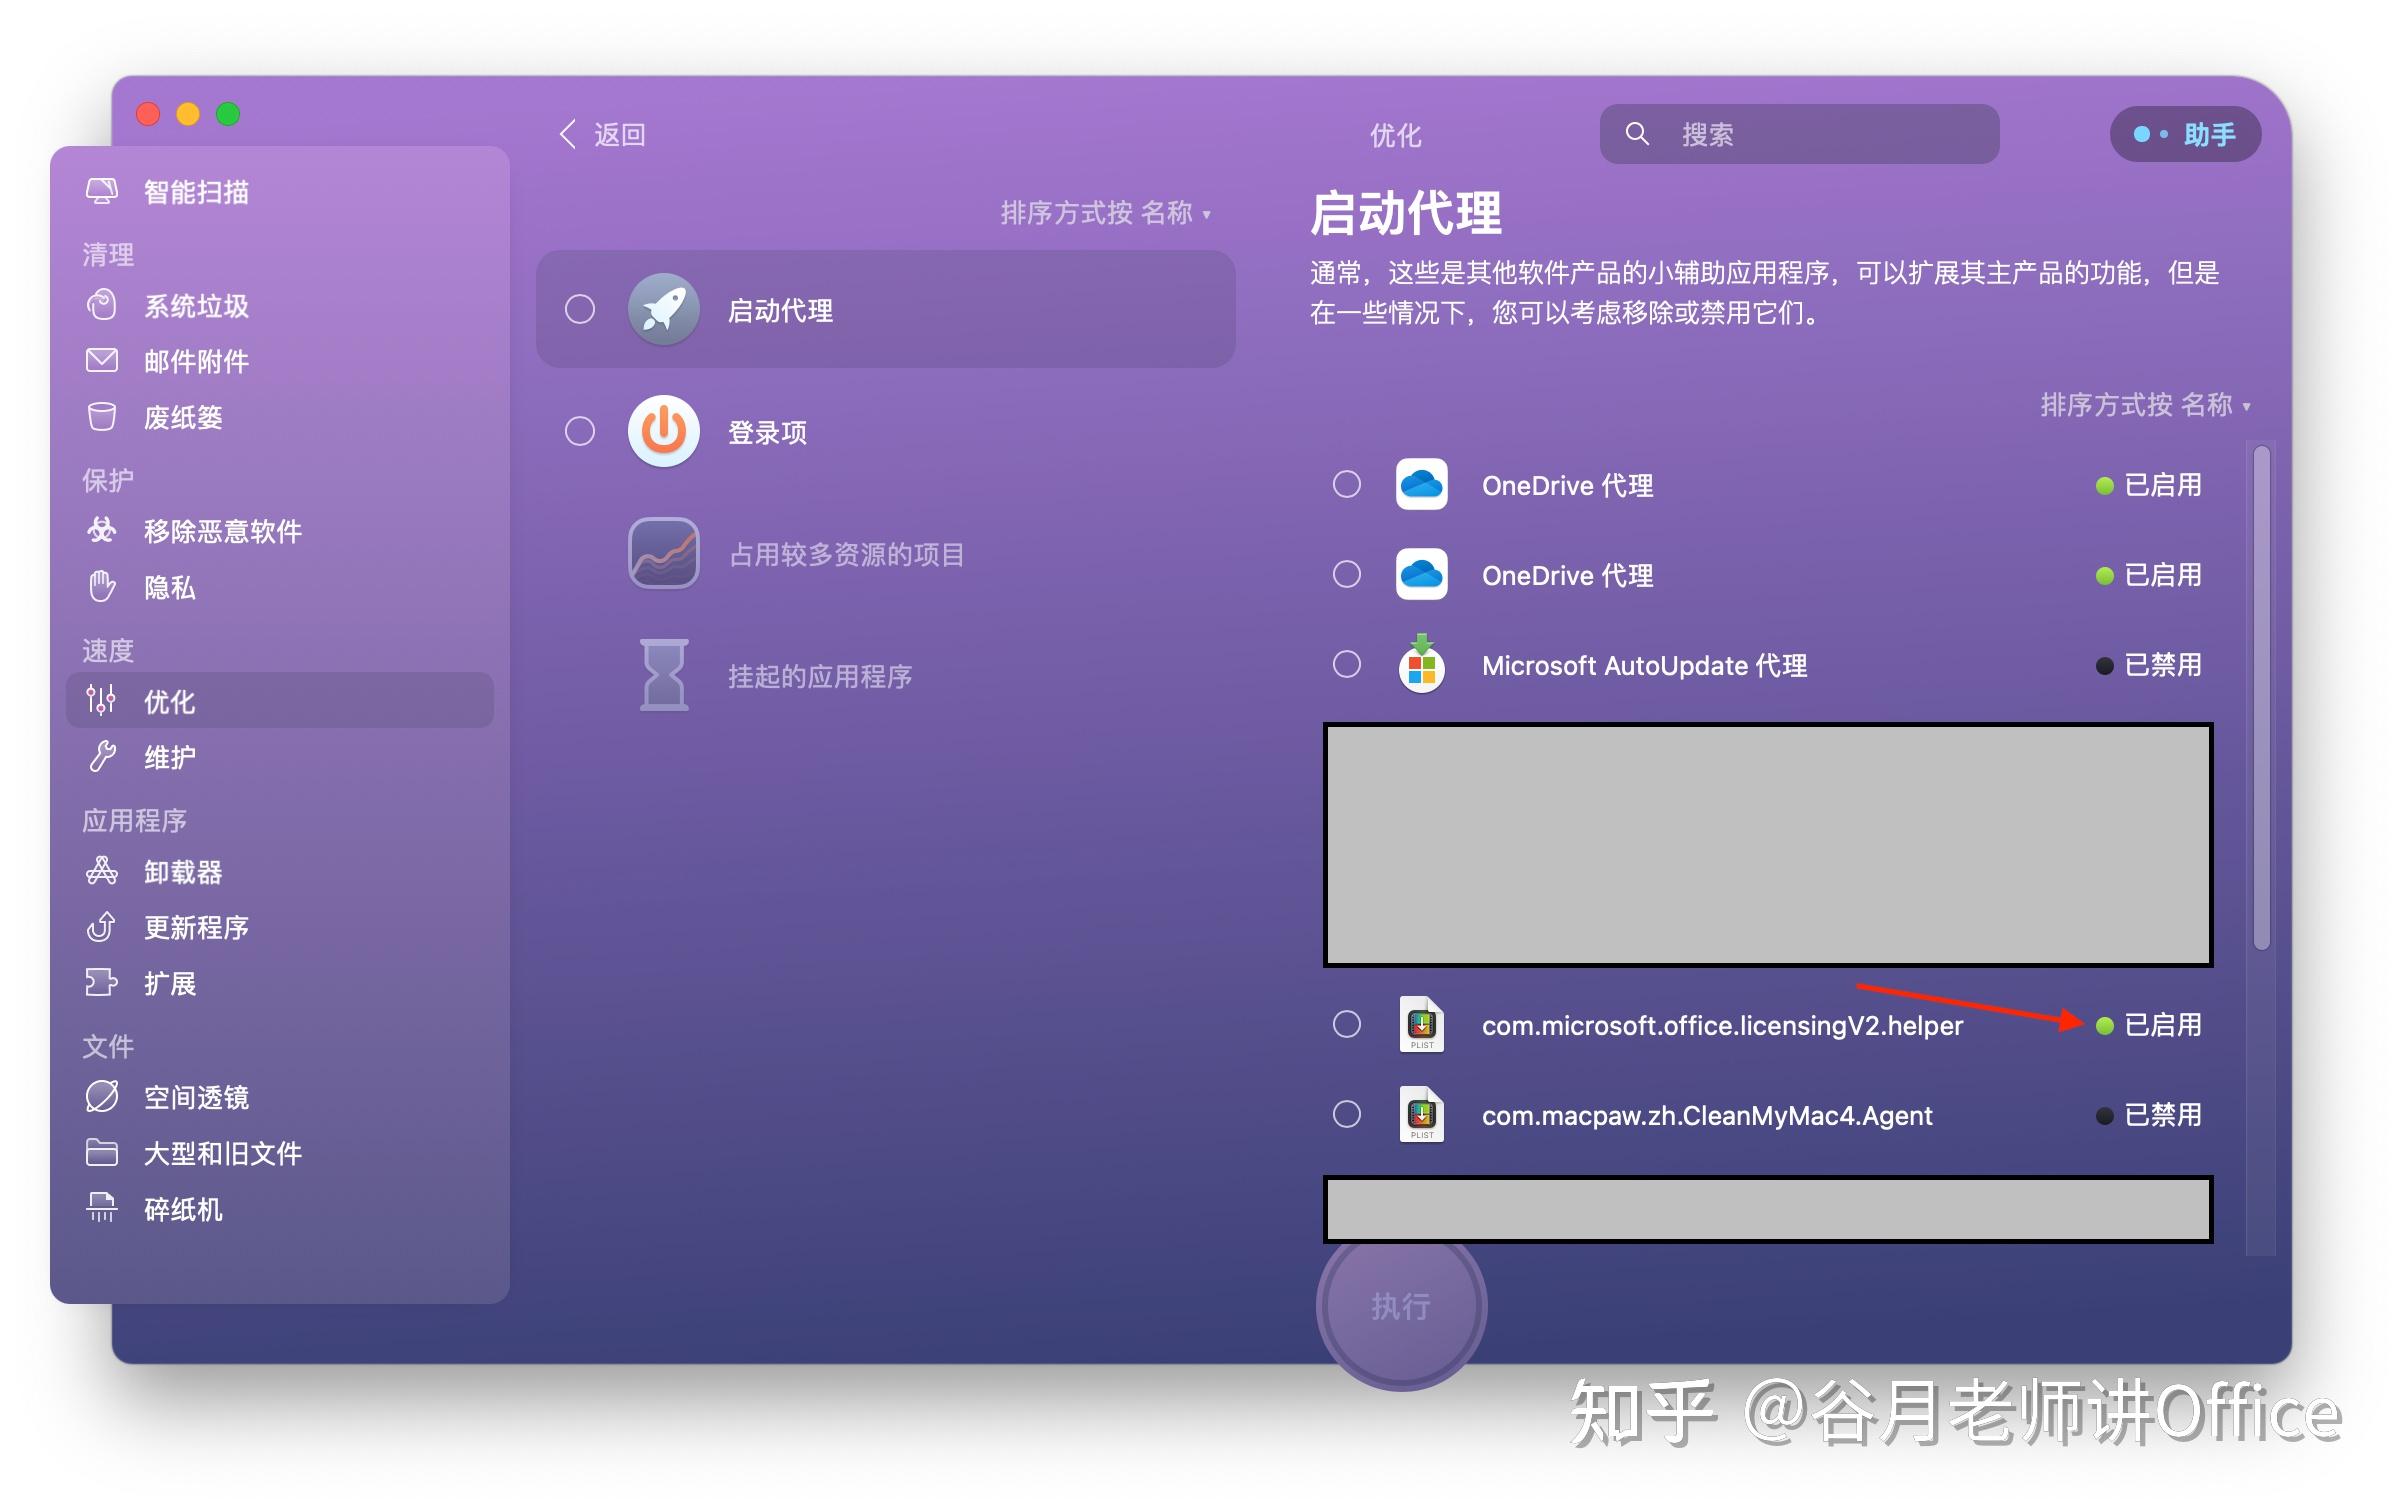 智能扫描
清理
系统垃圾
邮件附件
废纸篓
保护
移除恶意软件
隐私
速度
优化
维护
应用程序
卸载器
更新程序
扩展
文件
空间透镜
大型和旧文件
碎纸机
返回
排序方式按 名称
启动代理
登录项
占用较多资源的项目
挂起的应用程序
优化
搜索
助手
启动代理
通常，这些是其他软件产品的小辅助应用程序，可以扩展其主产品的功能，但是
在一些情况下，您可以考虑移除或禁用它们。
排序方式按 名称
OneDrive 代理 已启用
OneDrive 代理 已启用
Microsoft AutoUpdate 代理 已禁用
PLIST com.microsoft.office.licensingV2.helper 已启用
PLIST com.macpaw.zh.CleanMyMac4.Agent 已禁用
执行
知乎 @谷月老师讲Office